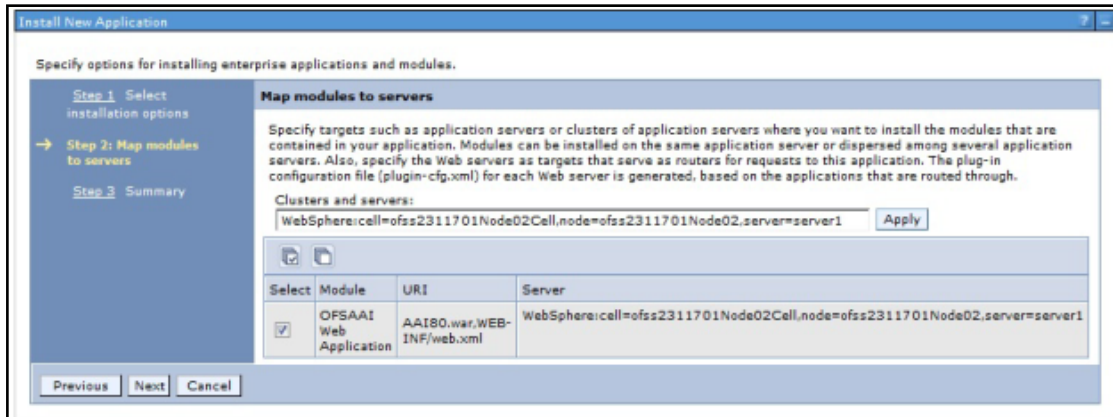 Install New Application
?
Specify options for installing enterprise applications and modules.
Step 1 Select
installation options
Step 2: Map modules
to servers
Step 3 Summary
Map modules to servers
Specify targets such as application servers or clusters of application servers where you want to install the modules that are
contained in your application. Modules can be installed on the same application server or dispersed among several application
servers. Also, specify the Web servers as targets that serve as routers for requests to this application. The plug-in
configuration file (plugin-cfg.xml) for each Web server is generated, based on the applications that are routed through.
Clusters and servers:
WebSphere:cell=ofss2311701Node02Cell,node=ofss2311701Node02,server=server1 Apply
Select Module URI Server
OFSAAI
Web
Application
AAI80.war,WEB-
INF/web.xml
WebSphere:cell=ofss2311701Node02Cell,node=ofss2311701Node02,server=server1
Previous Next Cancel